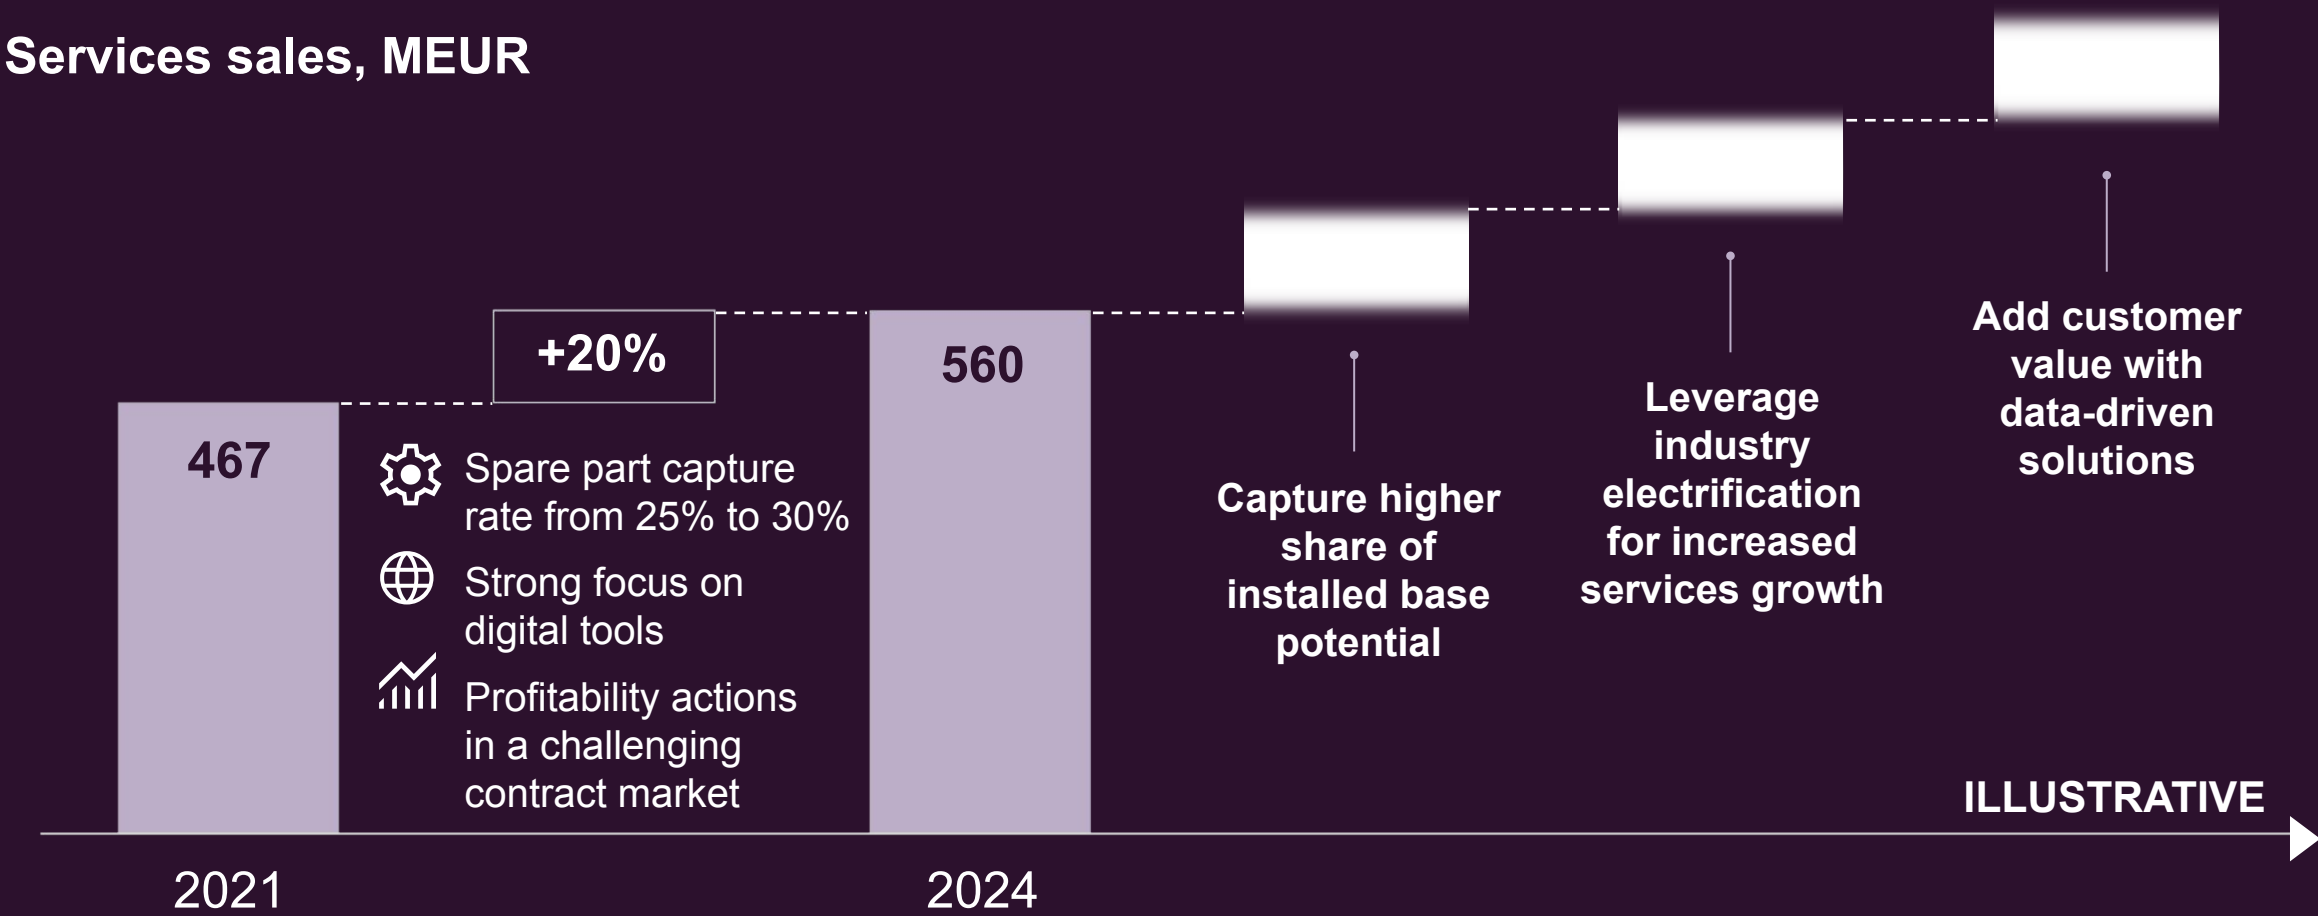 Services sales, MEUR
467
+20%
Spare part capture
rate from 25% to 30%
Strong focus on
digital tools
Profitability actions
in a challenging
contract market
560
Capture higher
share of
installed base
potential
Leverage
industry
electrification
for increased
services growth
Add customer
value with
data-driven
solutions
ILLUSTRATIVE
2021
2024